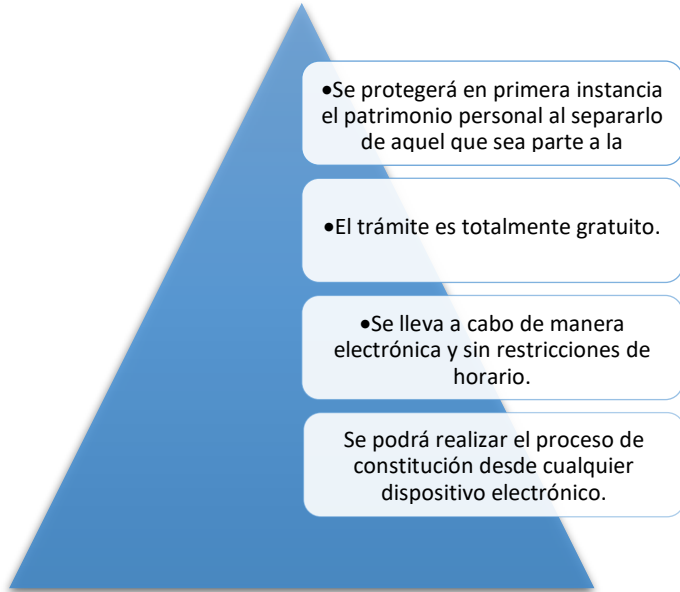 •Se protegerá en primera instancia
el patrimonio personal al separarlo
de aquel que sea parte a la
•El trámite es totalmente gratuito.
•Se lleva a cabo de manera
electrónica y sin restricciones de
horario.
Se podrá realizar el proceso de
constitución desde cualquier
dispositivo electrónico.